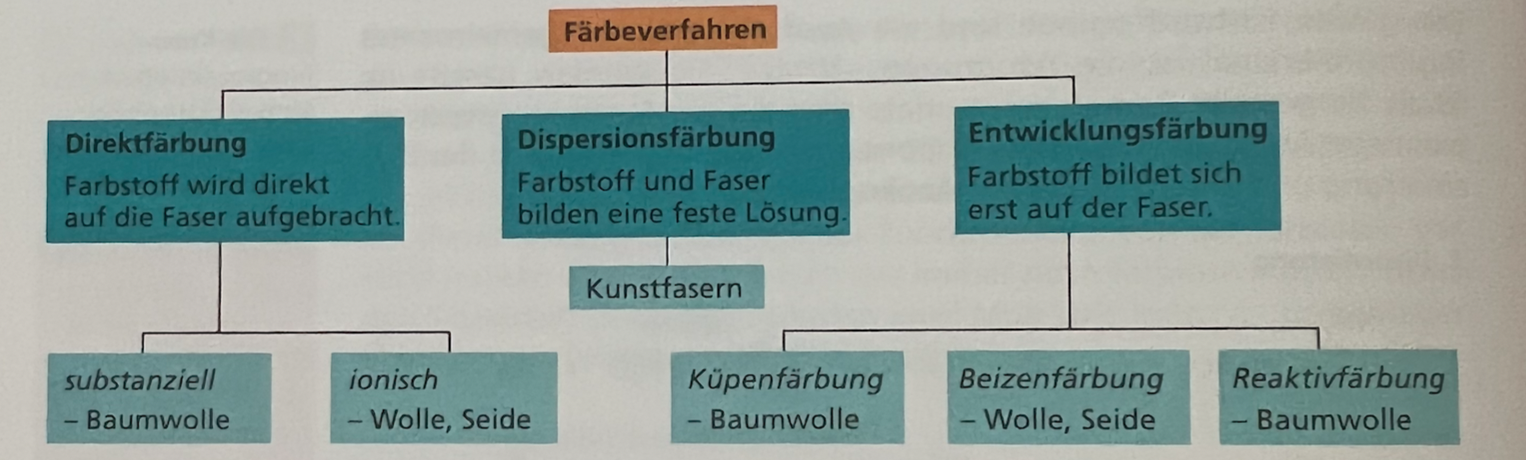 Färbeverfahren
Direktfärbung
Farbstoff wird direkt
auf die Faser aufgebracht.
Dispersionsfärbung
Farbstoff und Faser
bilden eine feste Lösung.
Entwicklungsfärbung
Farbstoff bildet sich
erst auf der Faser.
Kunstfasern
substanziell
– Baumwolle
ionisch
– Wolle, Seide
Küpenfärbung
– Baumwolle
Beizenfärbung
– Wolle, Seide
Reaktivfärbung
– Baumwolle